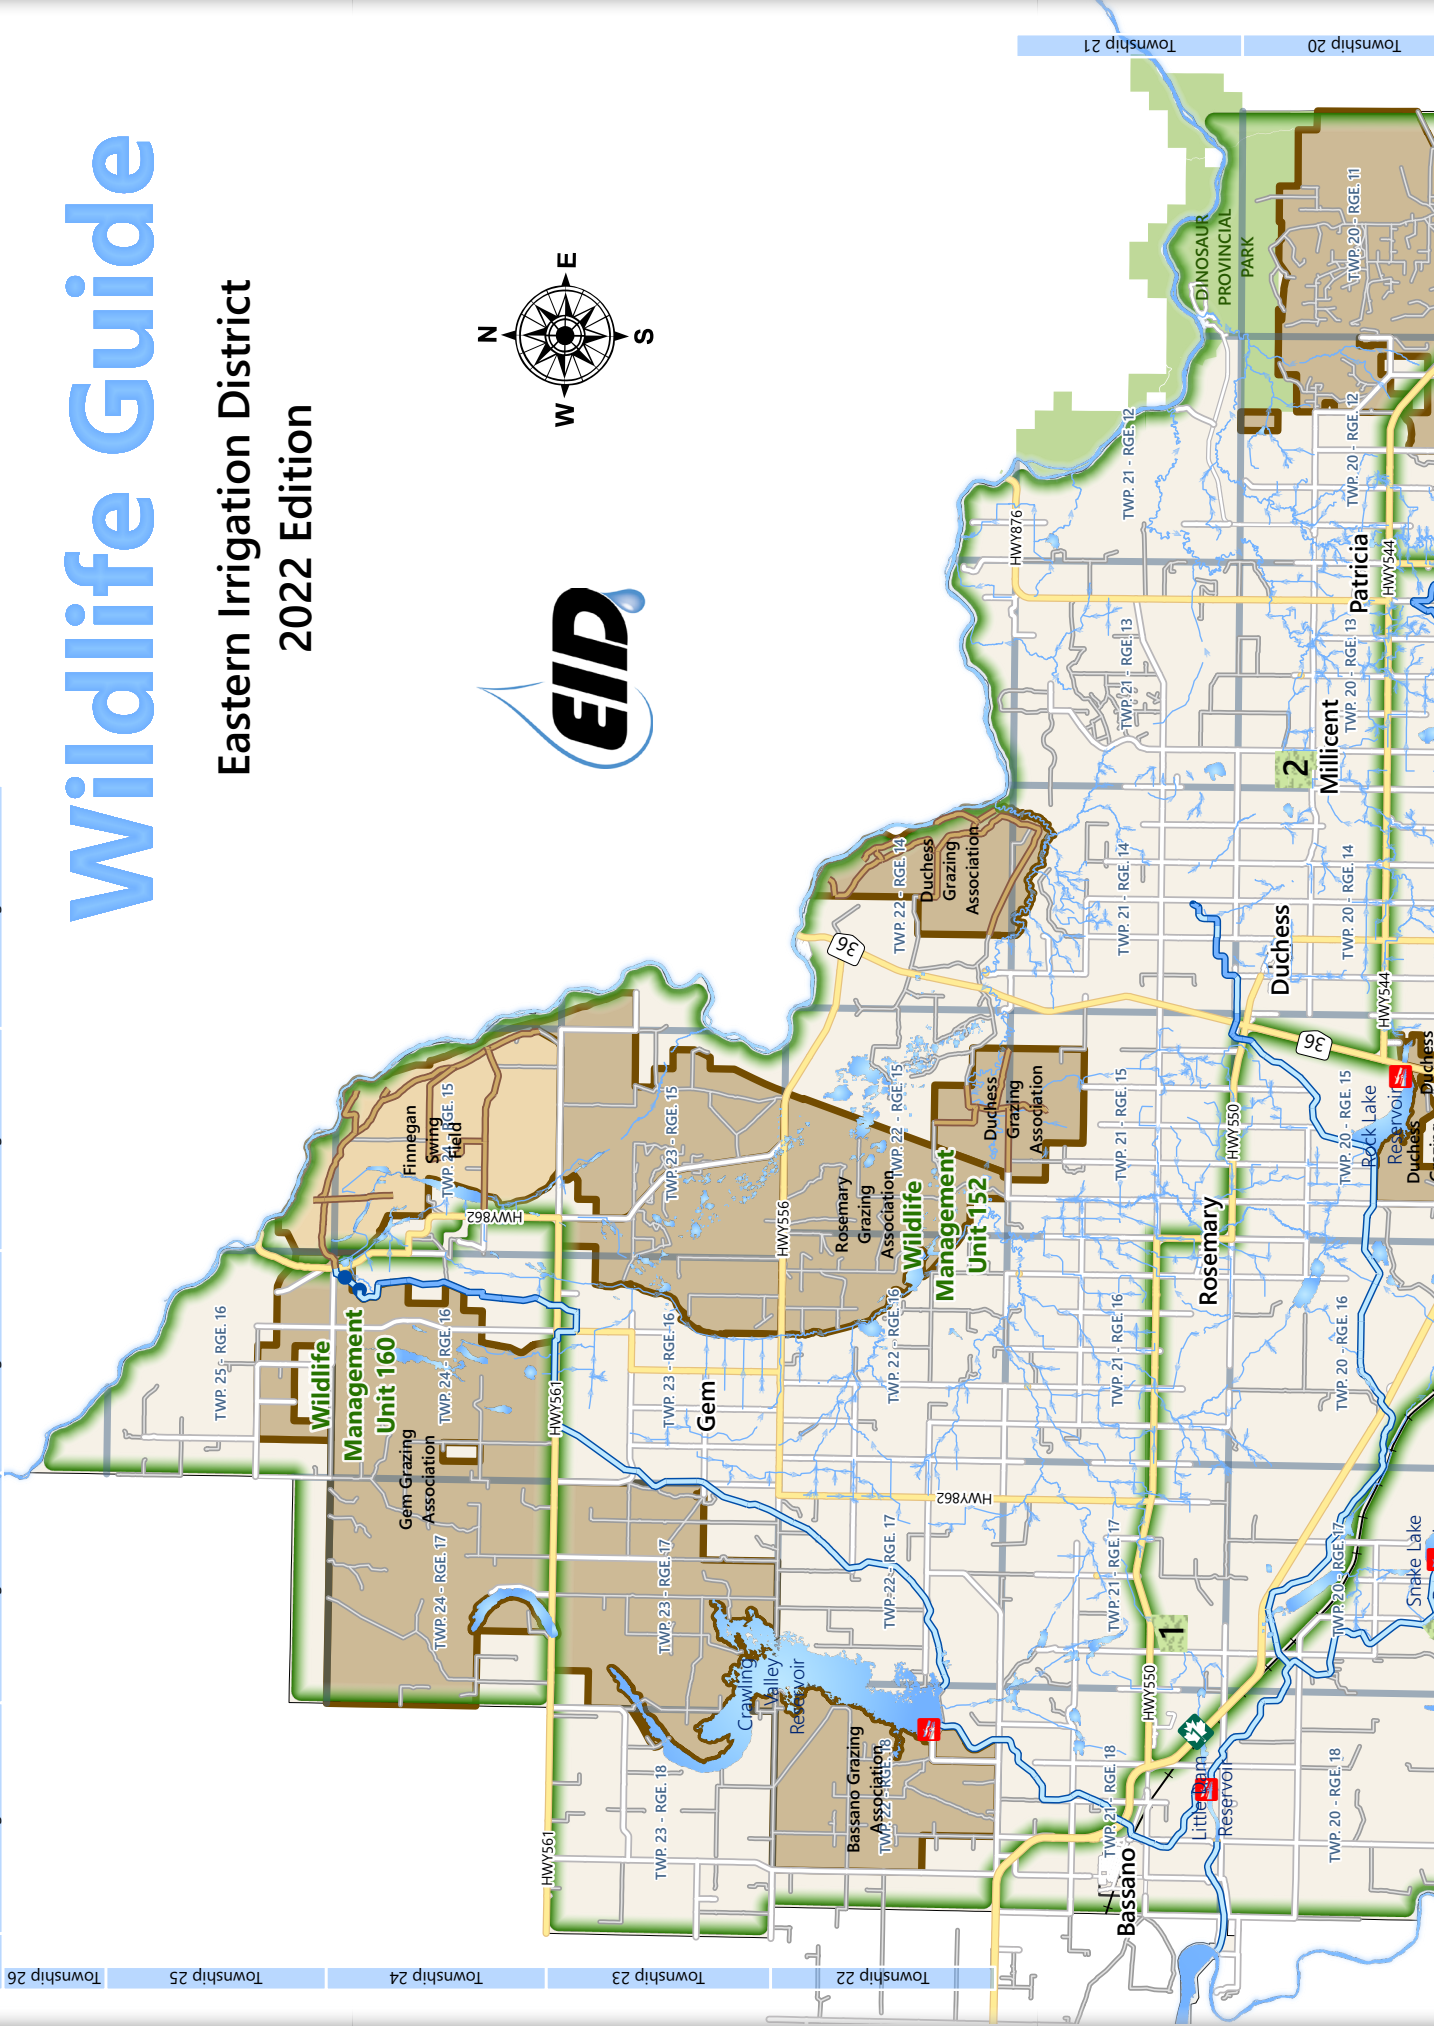 Wildlife Guide
Eastern Irrigation District
2022 Edition
N
E
S
W
EID
Township 21
Township 20
Township 26
Township 25
Township 24
Township 23
Township 22
DINOSAUR
PROVINCIAL
PARK
TWP. 20 - RGE. 11
TWP. 21 - RGE. 12
TWP. 20 - RGE. 12
HWY876
Patricia
HWY544
TWP. 21 - RGE. 13
TWP. 20 - RGE. 13
2
Millicent
TWP. 22 - RGE. 14
Duchess
Grazing
Association
TWP. 21 - RGE. 14
TWP. 20 - RGE. 14
36
Duchess
HWY544
36
Finnegan
Swing
Field
TWP. 24 - RGE. 15
TWP. 23 - RGE. 15
TWP. 22 - RGE. 15
Duchess
Grazing
Association
TWP. 21 - RGE. 15
HWY550
TWP. 20 - RGE. 15
Rock Lake
Reservoir
Duchess
Duchess
HWY862
HWY556
Rosemary
Grazing
Association
Wildlife
Management
Unit 152
Rosemary
TWP. 25 - RGE. 16
Wildlife
Management
Unit 160
TWP. 24 - RGE. 16
TWP. 23 - RGE. 16
TWP. 22 - RGE. 16
TWP. 21 - RGE. 16
TWP. 20 - RGE. 16
Gem Grazing
Association
HWY561
Gem
HWY862
TWP. 24 - RGE. 17
TWP. 23 - RGE. 17
TWP. 22 - RGE. 17
TWP. 21 - RGE. 17
TWP. 20 - RGE. 17
Snake Lake
1
Crawling
Valley
Reservoir
HWY550
1
Bassano Grazing
Association
Little Dam
Reservoir
HWY561
TWP. 23 - RGE. 18
TWP. 22 - RGE. 18
TWP. 21 - RGE. 18
TWP. 20 - RGE. 18
Bassano